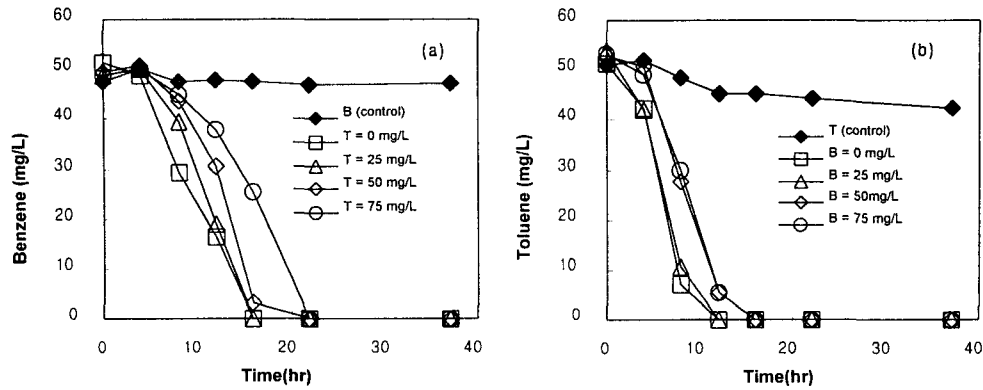 60
50
40
30
20
10
0
Benzene (mg/L)
(a)
B (control)
T = 0 mg/L
T = 25 mg/L
T = 50 mg/L
T = 75 mg/L
0
10
20
30
40
Time(hr)
60
50
40
30
20
10
0
Toluene (mg/L)
(b)
T (control)
B = 0 mg/L
B = 25 mg/L
B = 50mg/L
B = 75 mg/L
0
10
20
30
40
Time(hr)